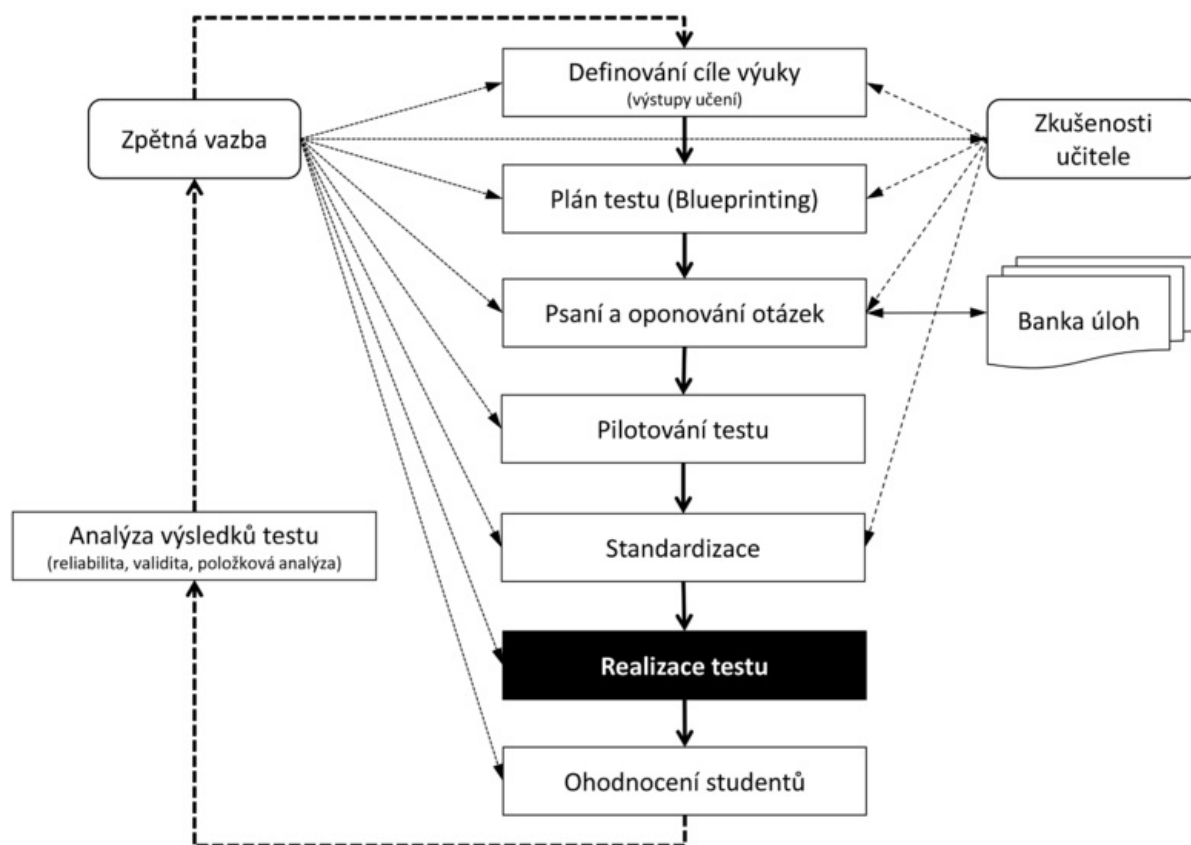 Definování cíle výuky
(výstupy učení)
Zpětná vazba
Zkušenosti
učitele
Plán testu (Blueprinting)
Psaní a oponování otázek
Banka úloh
Pilotování testu
Analýza výsledků testu
(reliabilita, validita, položková analýza)
Standardizace
Realizace testu
Ohodnocení studentů